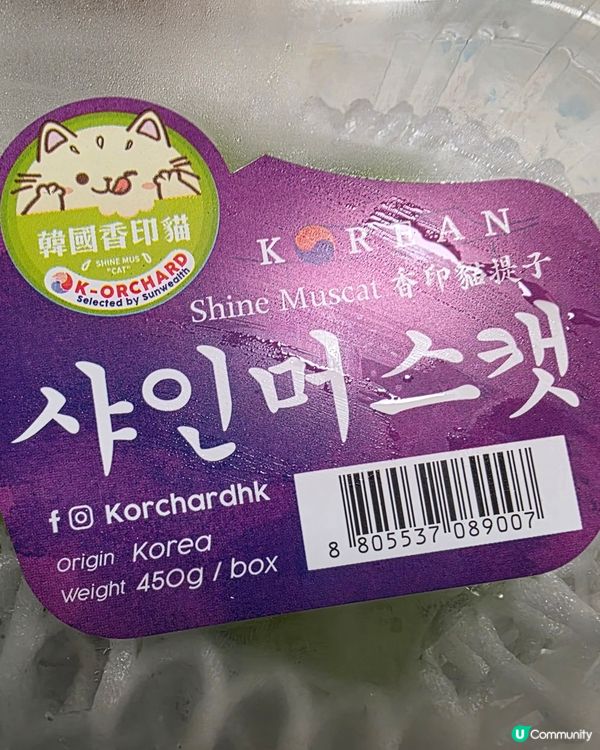 韓國香印貓
SHINE MUS
"CAT"
K-ORCHARD
Selected by Sunwealth
KOREAN
Shine Muscat 香印貓提子
샤인머스캣
Korchardhk
Origin Korea
Weight 450g / box
8 805537 089007
U Community